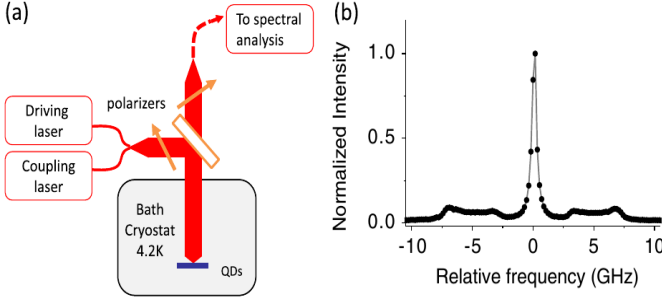 (a)
To spectral
analysis
polarizers
Driving
laser
Coupling
laser
Bath
Cryostat
4.2K
QDs
(b)
Normalized Intensity
1.0
0.5
0.0
-10
-5
0
5
10
Relative frequency (GHz)